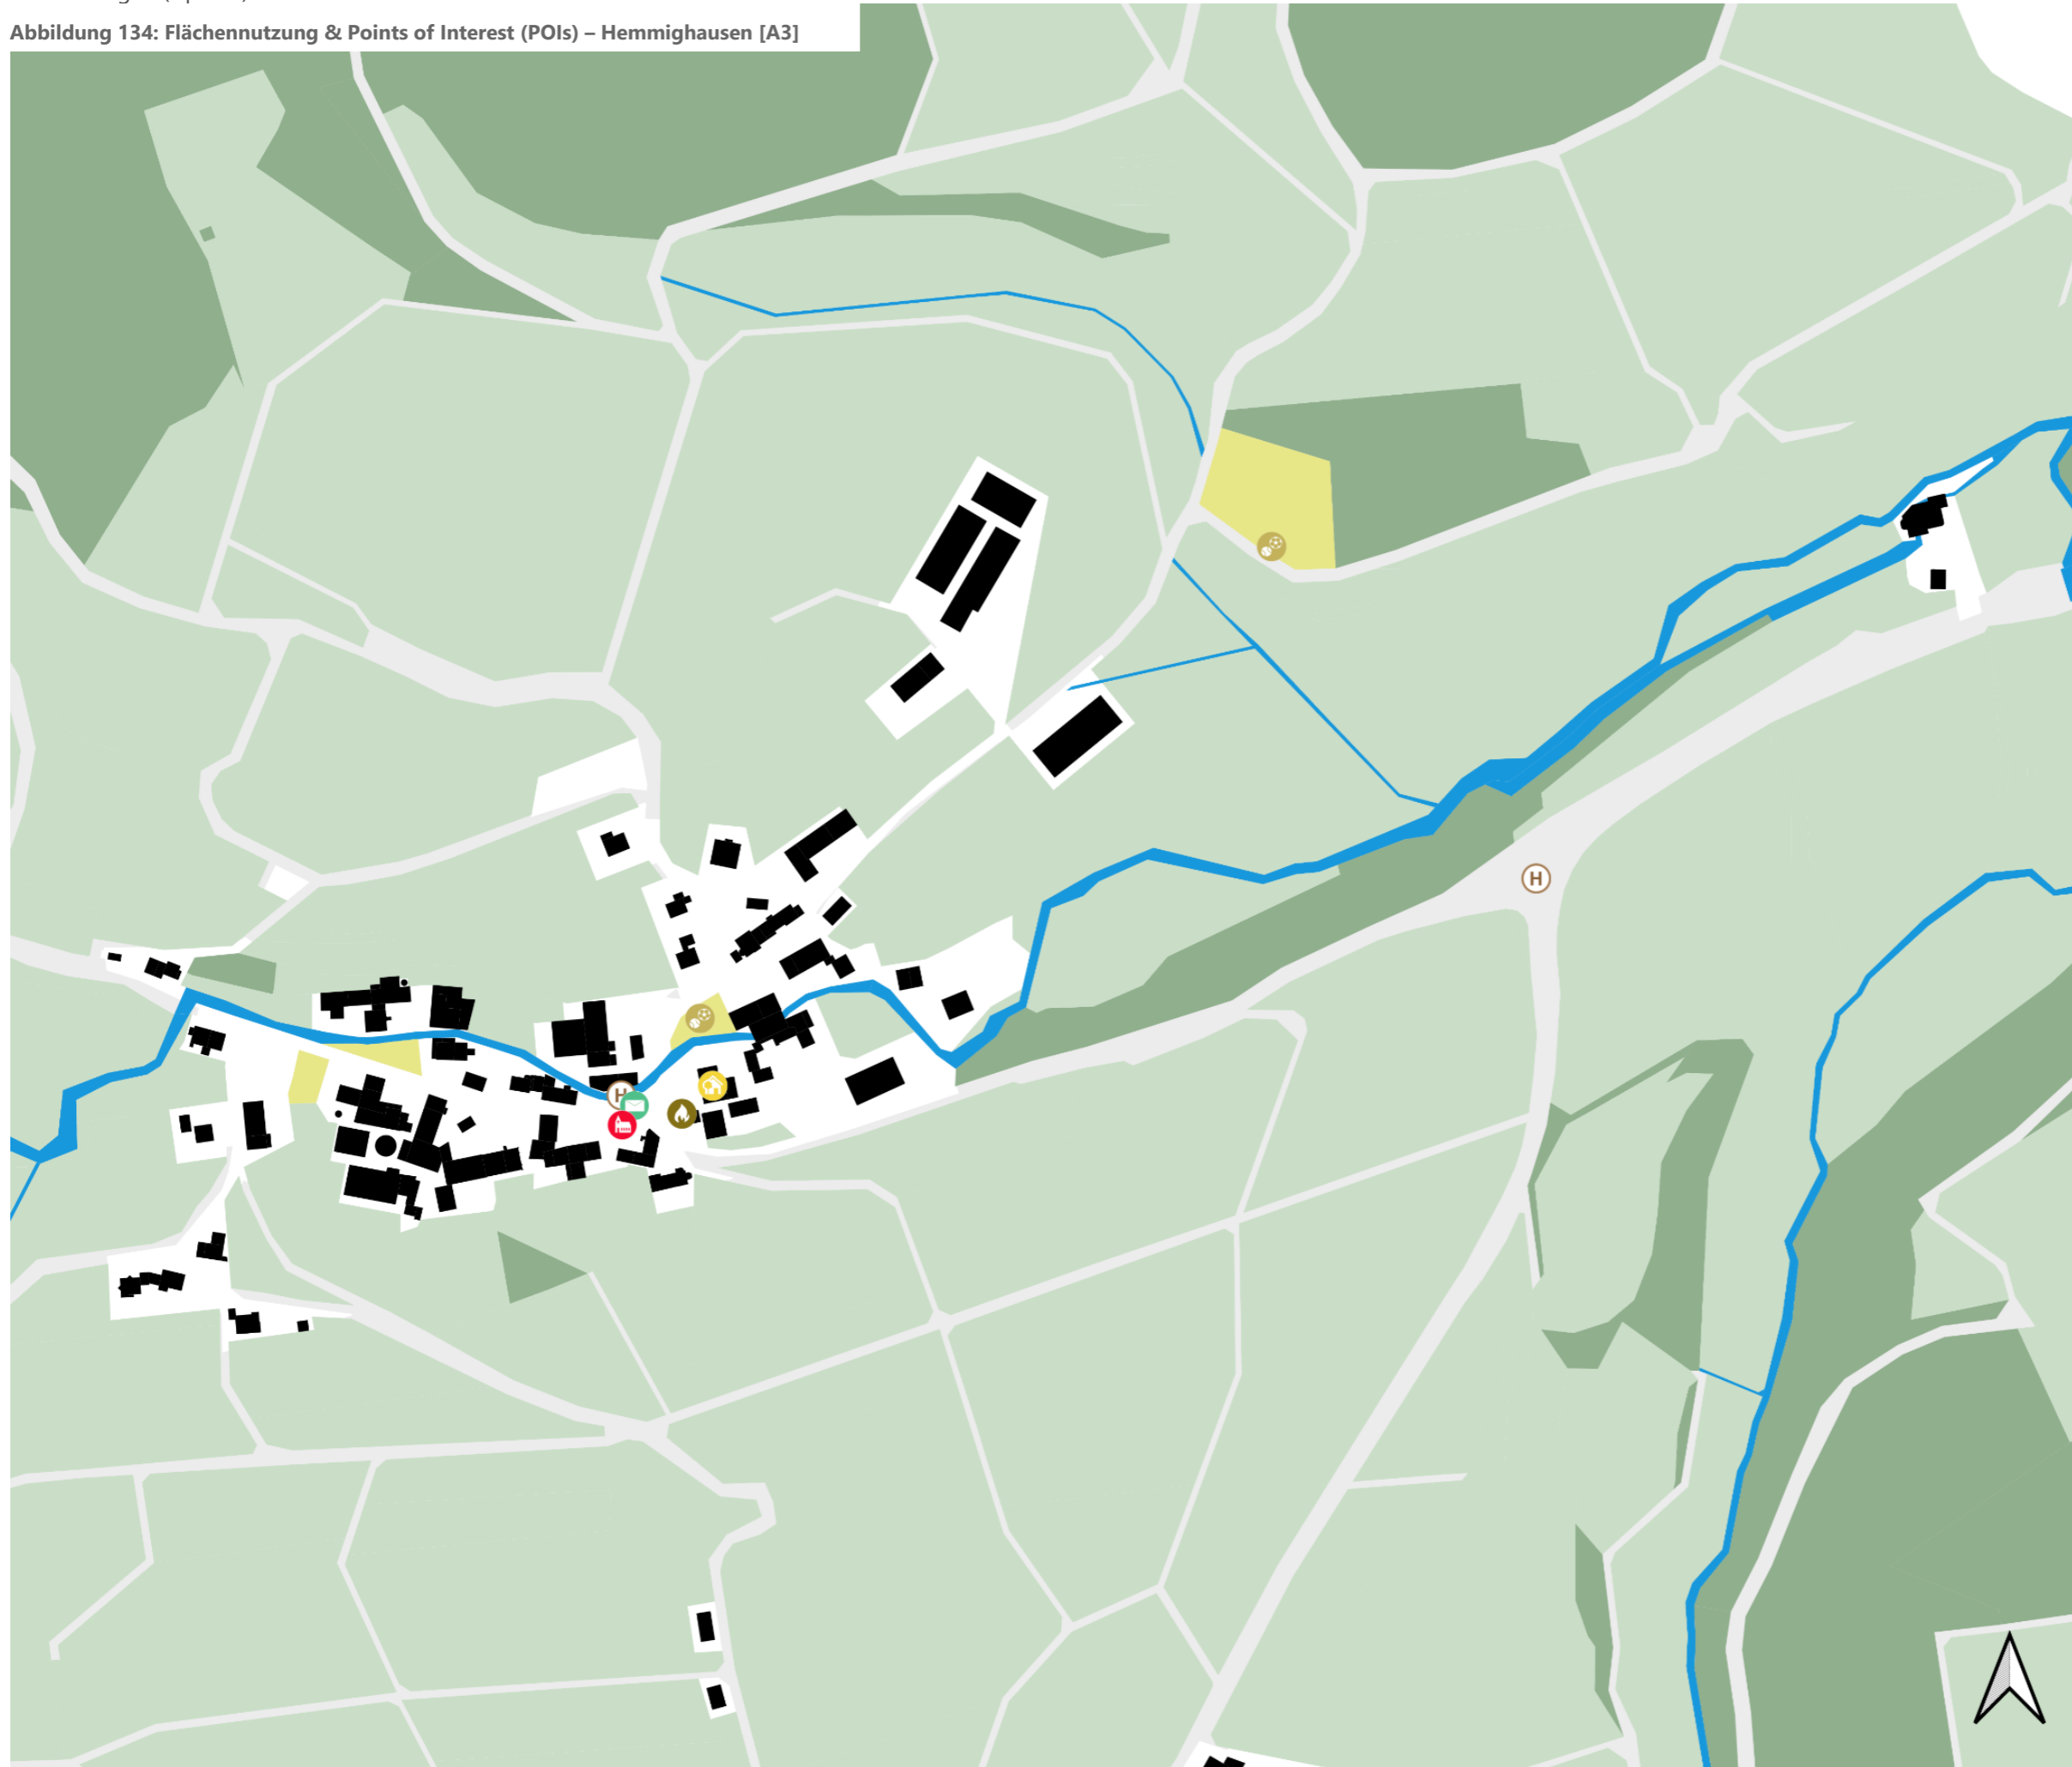 Abbildung 134: Flächennutzung & Points of Interest (POIs) – Hemmighausen [A3]
H
H